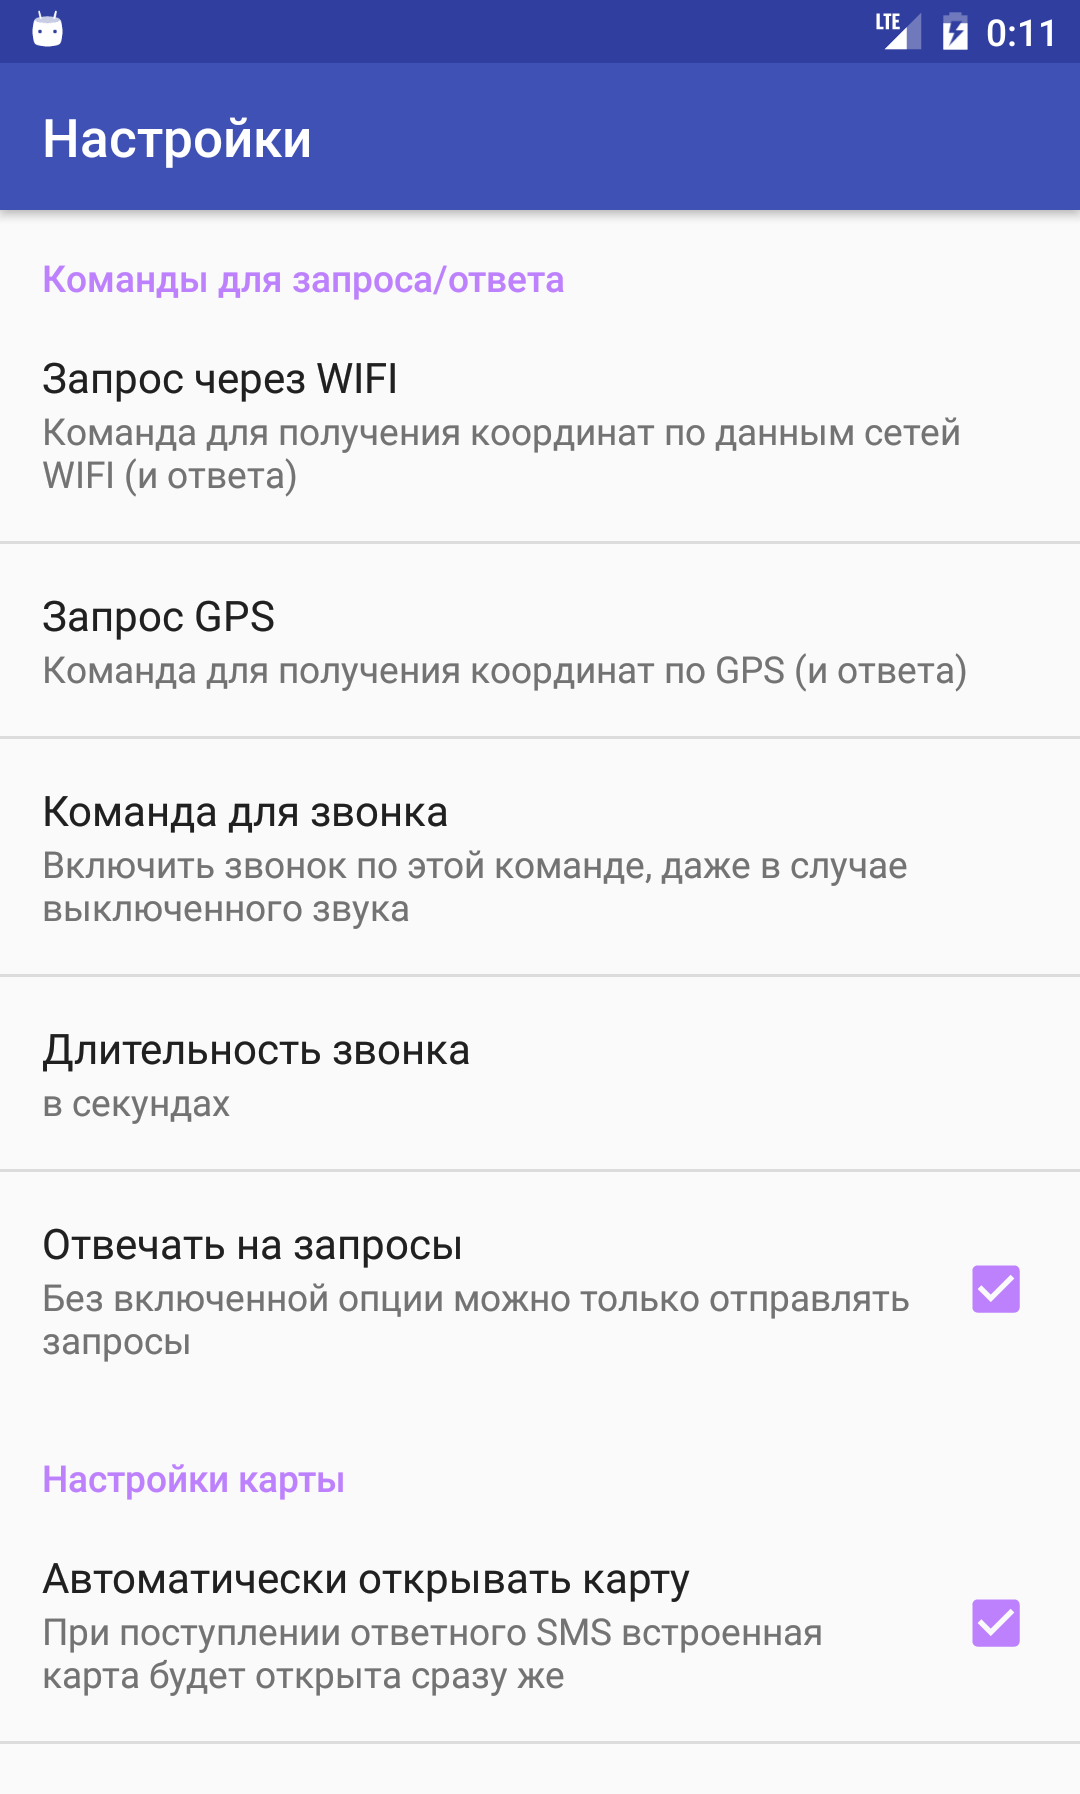 LTE 0:11
Настройки
Команды для запроса/ответа
Запрос через WIFI
Команда для получения координат по данным сетей
WIFI (и ответа)
Запрос GPS
Команда для получения координат по GPS (и ответа)
Команда для звонка
Включить звонок по этой команде, даже в случае
выключенного звука
Длительность звонка
в секундах
Отвечать на запросы
Без включенной опции можно только отправлять
запросы
Настройки карты
Автоматически открывать карту
При поступлении ответного SMS встроенная
карта будет открыта сразу же